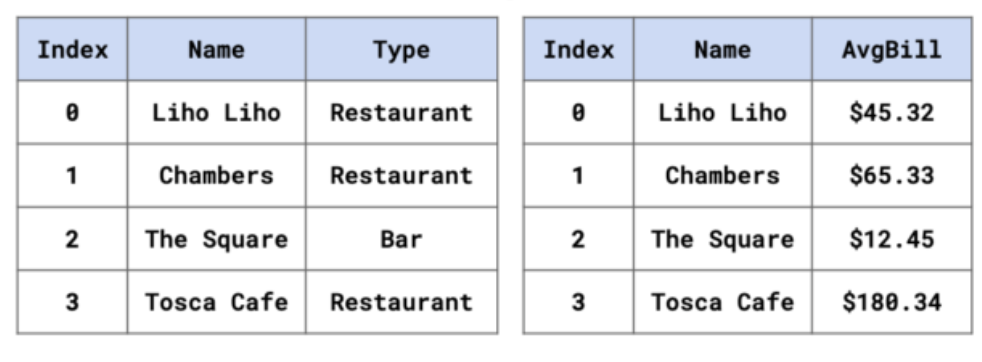 Index Name Type Index Name AvgBill
0 Liho Liho Restaurant 0 Liho Liho $45.32
1 Chambers Restaurant 1 Chambers $65.33
2 The Square Bar 2 The Square $12.45
3 Tosca Cafe Restaurant 3 Tosca Cafe $180.34